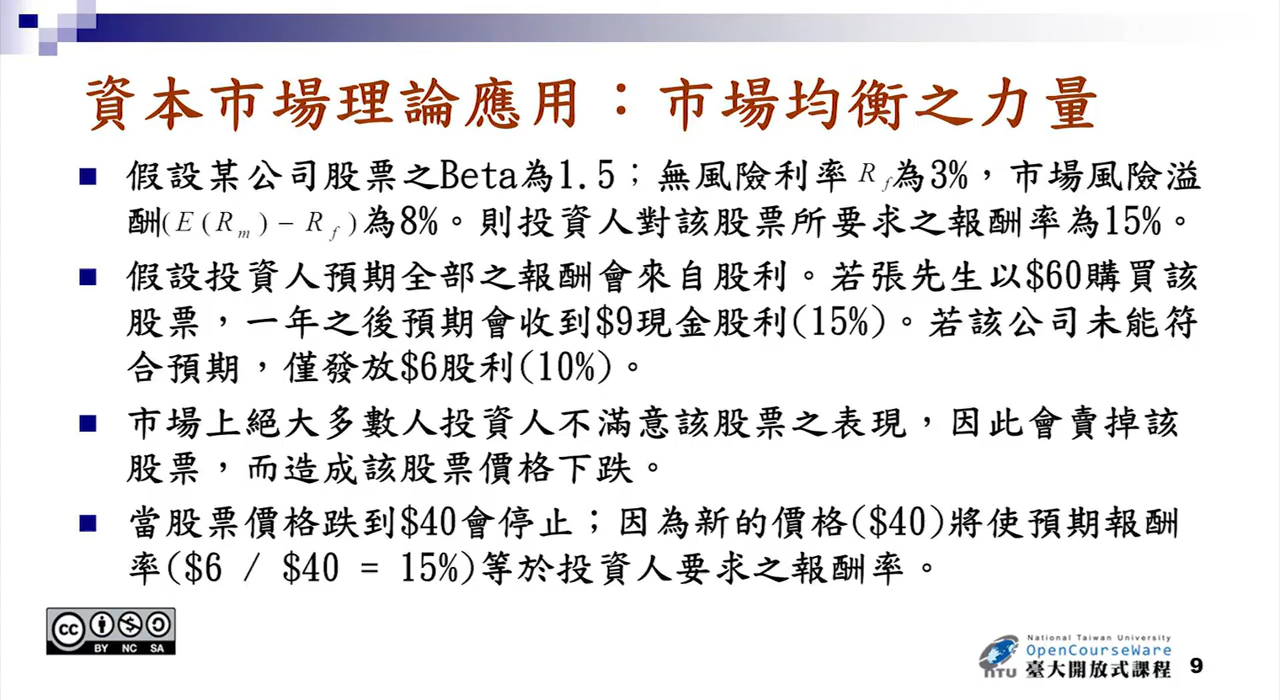 資本市場理論應用：市場均衡之力量
假設某公司股票之Beta為1.5；無風險利率 R f 為3%，市場風險溢
酬( E ( R m ) − R f ) 為8%。則投資人對該股票所要求之報酬率為15%。
假設投資人預期全部之報酬會來自股利。若張先生以$60購買該
股票，一年之後預期會收到$9現金股利(15%)。若該公司未能符
合預期，僅發放$6股利(10%)。
市場上絕大多數人投資人不滿意該股票之表現，因此會賣掉該
股票，而造成該股票價格下跌。
當股票價格跌到$40會停止；因為新的價格($40)將使預期報酬
率($6 / $40 = 15%)等於投資人要求之報酬率。
cc
BY NC SA
National Taiwan University
OpenCourseWare
NTU 臺大開放式課程 9